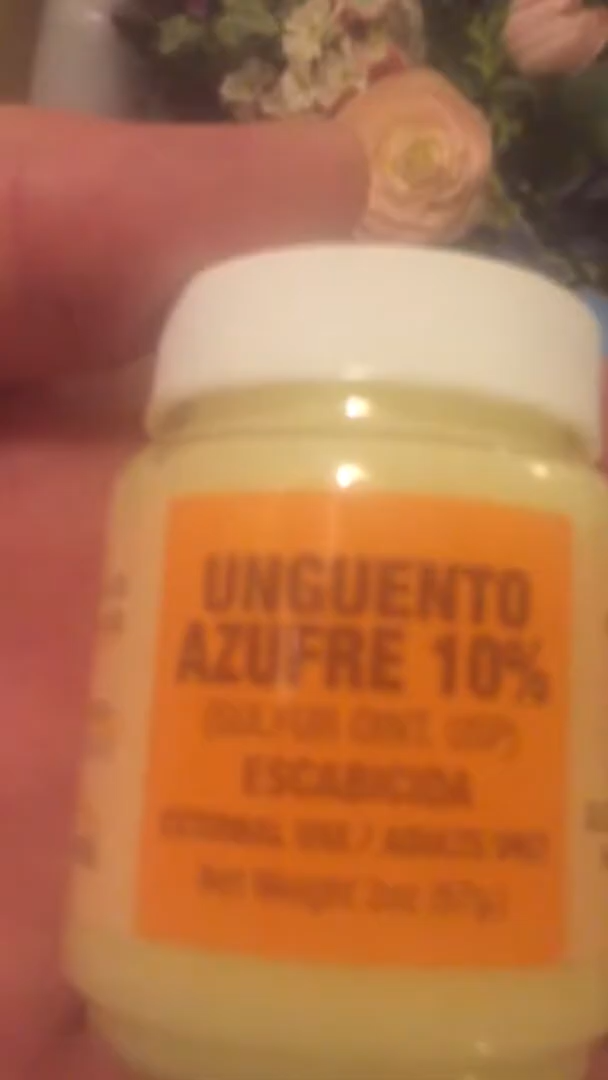 UNGUENTO
AZUFRE 10%
(SULFUR OINT. USP)
ESCABICIDA
EXTERNAL USE / ADULTS ONLY
Net Weight 2oz (57g)